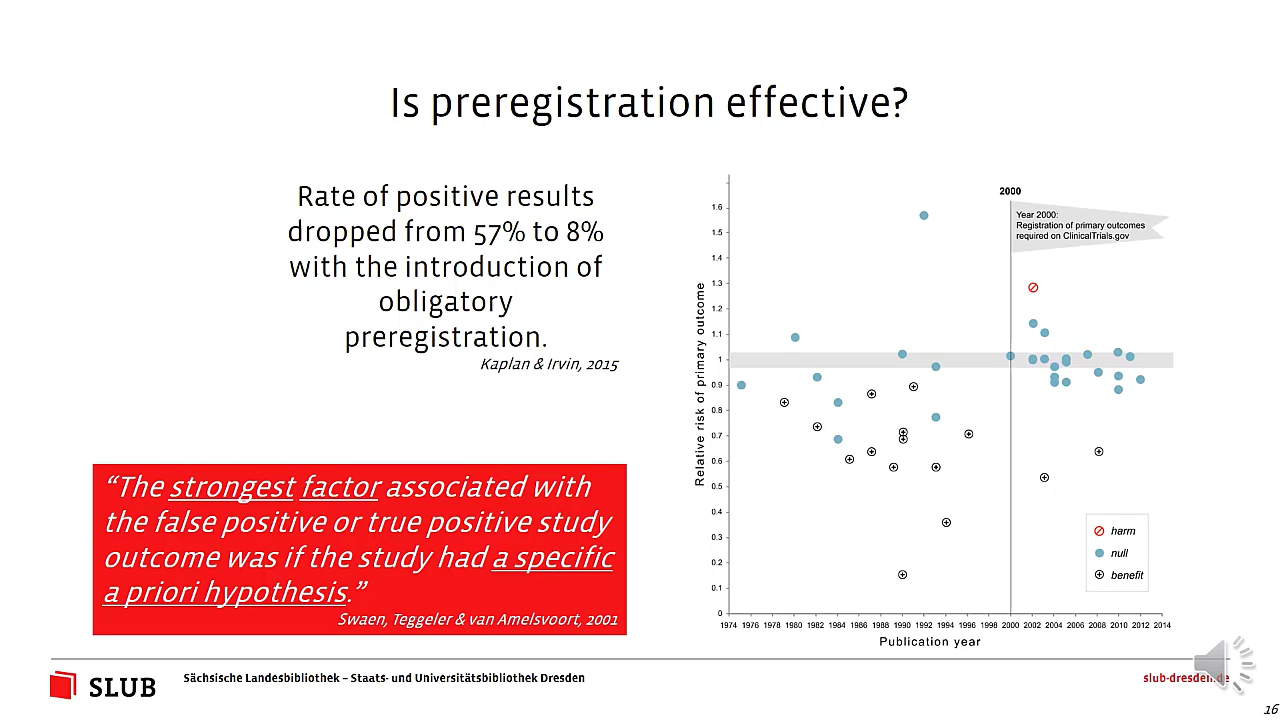 Is preregistration effective?
Rate of positive results
dropped from 57% to 8%
with the introduction of
obligatory
preregistration.
Kaplan & Irvin, 2015
“The strongest factor associated with
the false positive or true positive study
outcome was if the study had a specific
a priori hypothesis.”
Swaen, Teggeler & van Amelsvoort, 2001
2000
Year 2000:
Registration of primary outcomes
required on ClinicalTrials.gov
Relative risk of primary outcome
1.6
1.5
1.4
1.3
1.2
1.1
1
0.9
0.8
0.7
0.6
0.5
0.4
0.3
0.2
0.1
0
harm
null
benefit
1974 1976 1978 1980 1982 1984 1986 1988 1990 1992 1994 1996 1998 2000 2002 2004 2006 2008 2010 2012 2014
Publication year
SLUB
Sächsische Landesbibliothek – Staats- und Universitätsbibliothek Dresden
slub-dresden.de
16